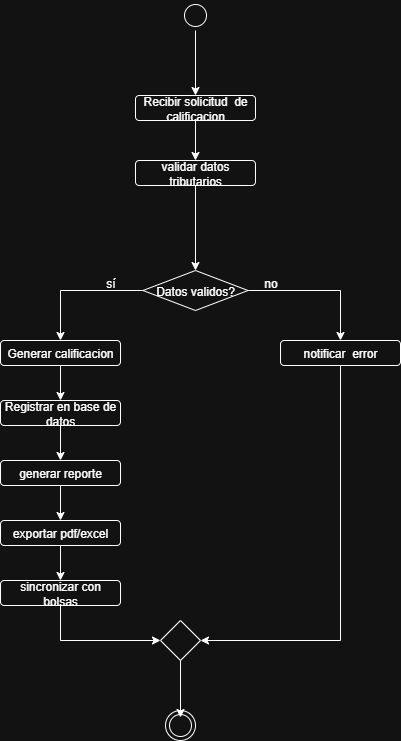 Recibir solicitud de
calificacion
validar datos
tributarios
Datos validos?
sí
no
Generar calificacion
notificar error
Registrar en base de
datos
generar reporte
exportar pdf/excel
sincronizar con
bolsas